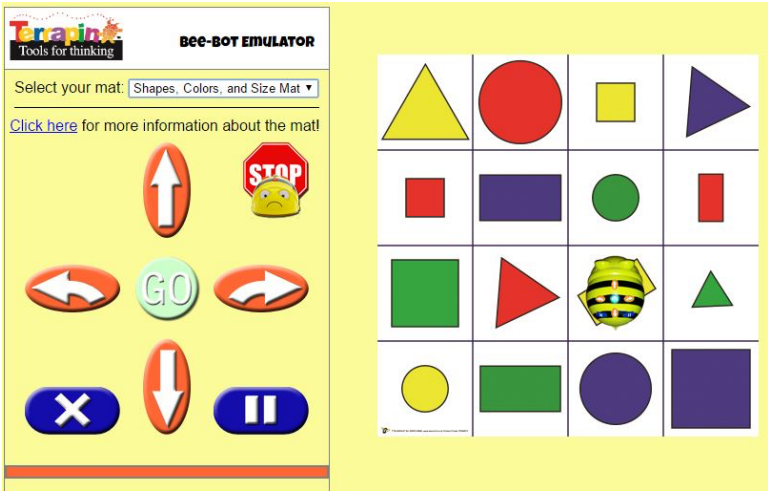 Terrapin
Tools for thinking
BEE-BOT EMULATOR
Select your mat: Shapes, Colors, and Size Mat
Click here for more information about the mat!
STOP
GO